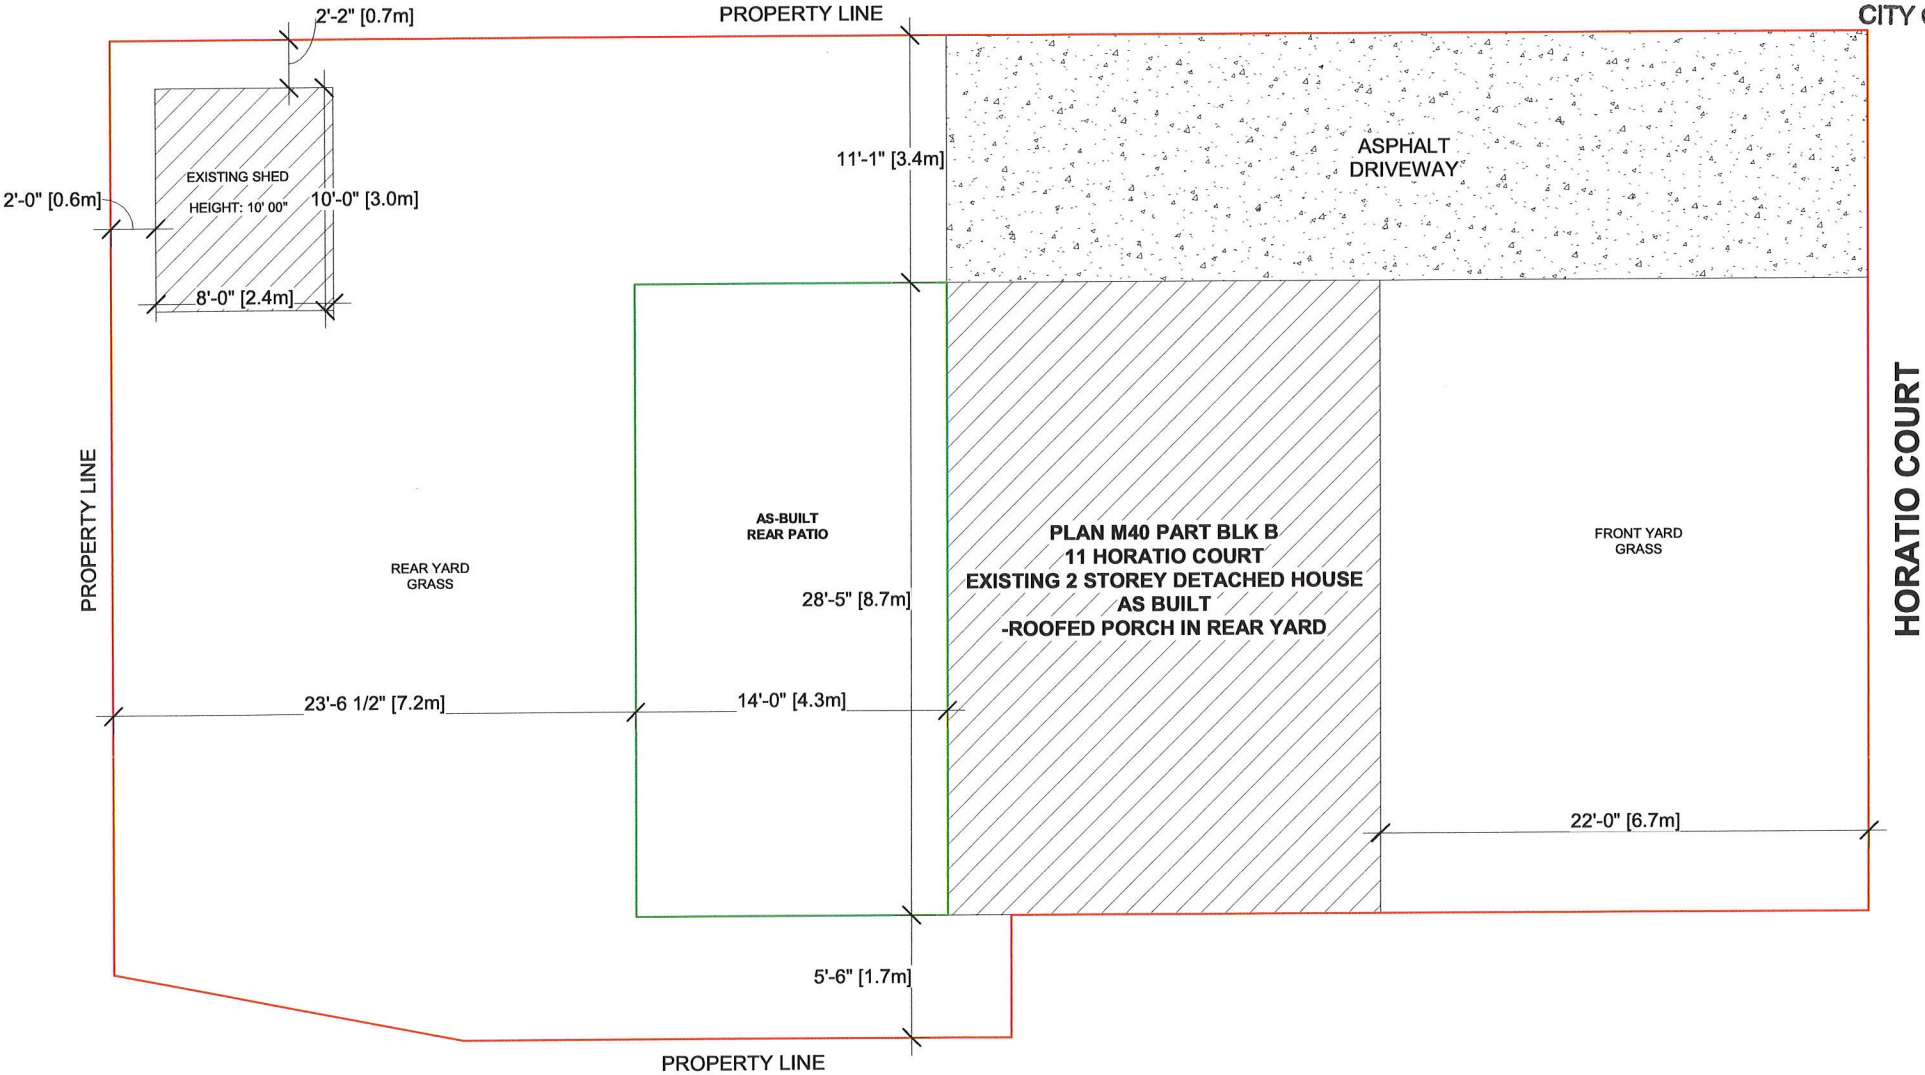 2'-2" [0.7m]
PROPERTY LINE
CITY
11'-1" [3.4m]
ASPHALT
DRIVEWAY
EXISTING SHED
HEIGHT: 10' 00"
2'-0" [0.6m]
10'-0" [3.0m]
8'-0" [2.4m]
PROPERTY LINE
HORATIO COURT
AS-BUILT
REAR PATIO
REAR YARD
GRASS
28'-5" [8.7m]
PLAN M40 PART BLK B
11 HORATIO COURT
EXISTING 2 STOREY DETACHED HOUSE
AS BUILT
-ROOFED PORCH IN REAR YARD
FRONT YARD
GRASS
23'-6 1/2" [7.2m]
14'-0" [4.3m]
22'-0" [6.7m]
5'-6" [1.7m]
PROPERTY LINE